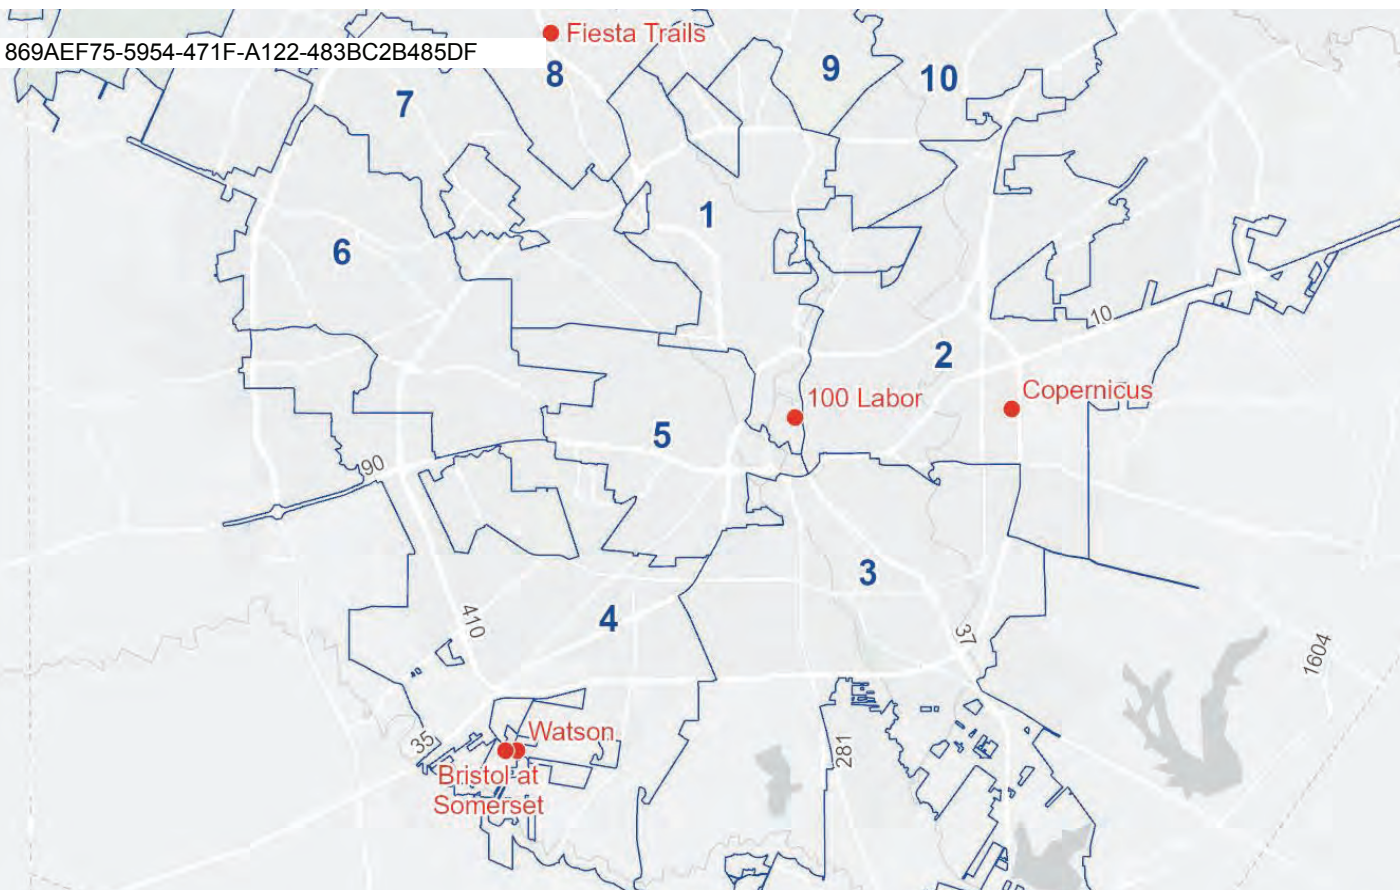 Fiesta Trails
869AEF75-5954-471F-A122-483BC2B485DF
8
9
10
7
1
6
10
2
Copernicus
100 Labor
5
90
3
4
410
37
1604
Watson
35
281
Bristol at
Somerset